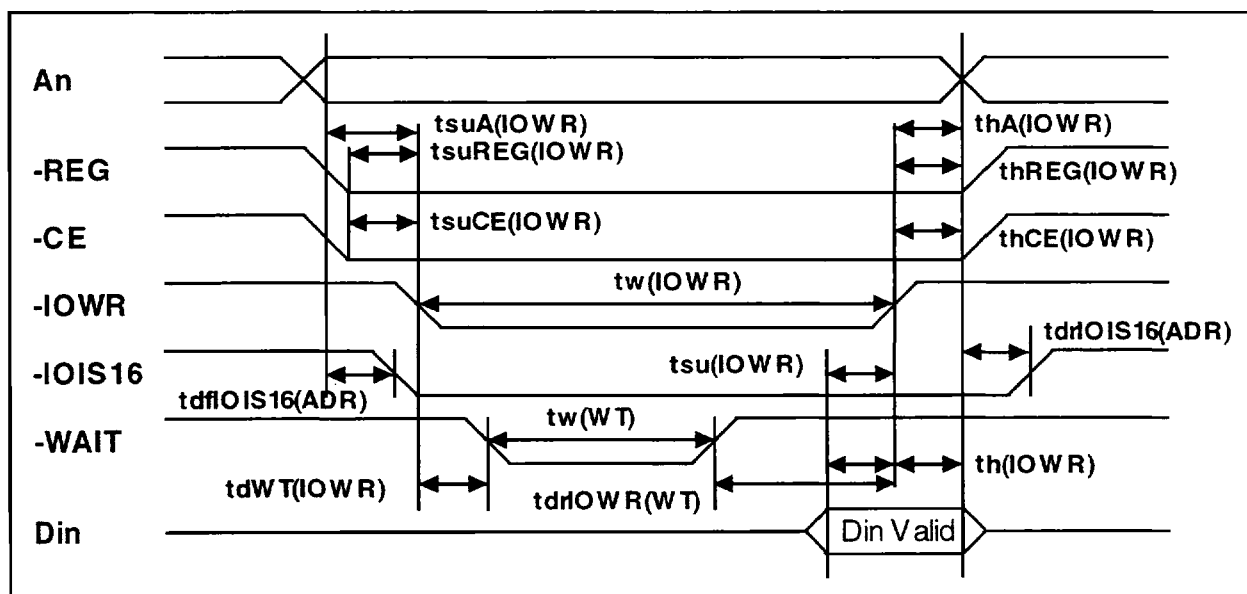 An
tsuA(IOWR)
thA(IOWR)
tsuREG(IOWR)
-REG
thREG(IOWR)
tsuCE(IOWR)
-CE
thCE(IOWR)
tw(IOWR)
-IOWR
tdrIOIS16(ADR)
tsu(IOWR)
-IOIS16
tdfIOIS16(ADR)
tw(WT)
-WAIT
th(IOWR)
tdWT(IOWR)
tdrIOWR(WT)
Din
Din Valid